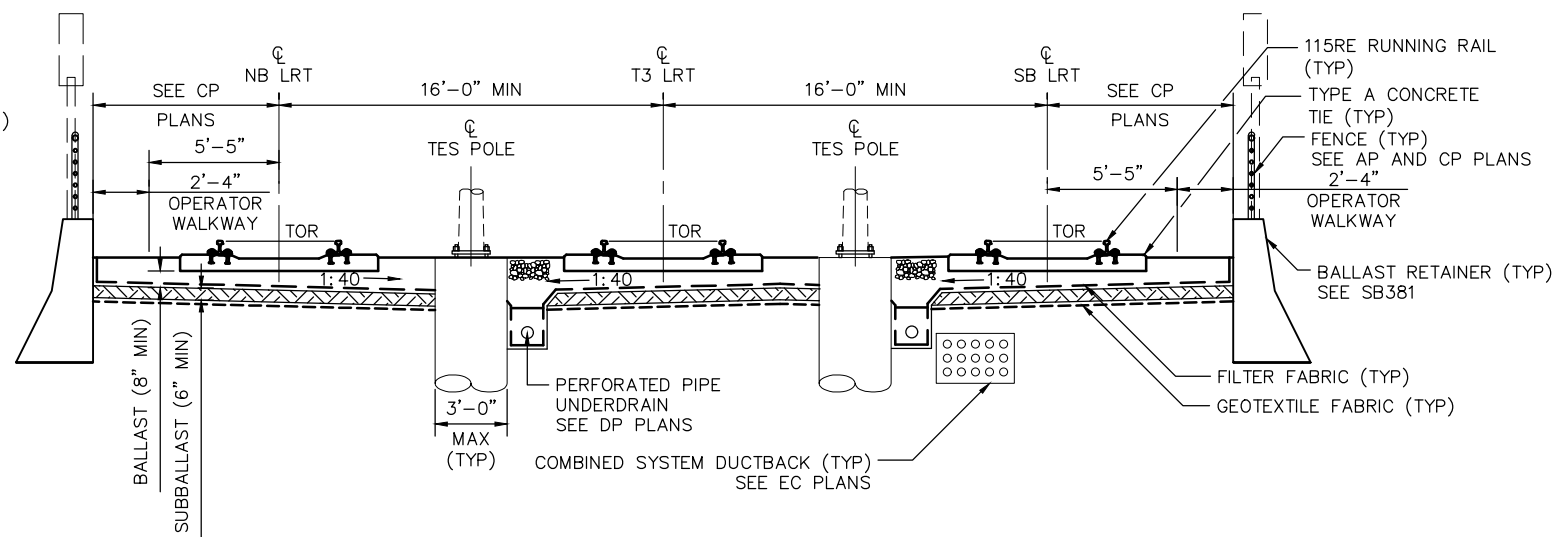 ℄
NB LRT
℄
T3 LRT
℄
SB LRT
115RE RUNNING RAIL
(TYP)
)
SEE CP
PLANS
16'-0" MIN
16'-0" MIN
SEE CP
PLANS
TYPE A CONCRETE
TIE (TYP)
FENCE (TYP)
SEE AP AND CP PLANS
℄
TES POLE
℄
TES POLE
5'-5"
5'-5"
2'-4"
OPERATOR
WALKWAY
2'-4"
OPERATOR
WALKWAY
TOR
TOR
TOR
1:40
1:40
1:40
1:40
BALLAST RETAINER (TYP)
SEE SB381
BALLAST (8" MIN)
SUBBALLAST (6" MIN)
FILTER FABRIC (TYP)
GEOTEXTILE FABRIC (TYP)
PERFORATED PIPE
UNDERDRAIN
SEE DP PLANS
3'-0"
MAX
(TYP)
COMBINED SYSTEM DUCTBACK (TYP)
SEE EC PLANS